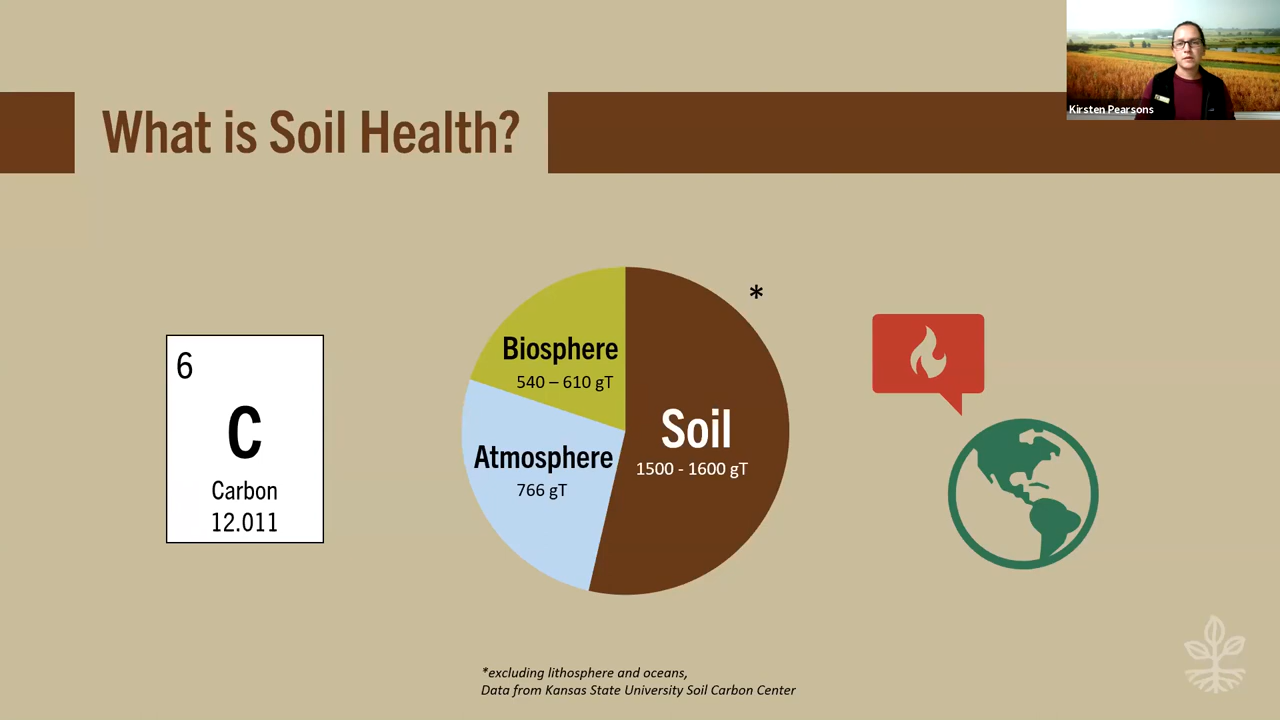 Kirsten Pearsons
What is Soil Health?
*
Biosphere
540 – 610 gT
Soil
1500 - 1600 gT
Atmosphere
766 gT
6
C
Carbon
12.011
*excluding lithosphere and oceans,
Data from Kansas State University Soil Carbon Center